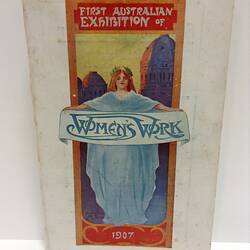 FIRST AUSTRALIAN
EXHIBITION OF
WOMEN'S WORK
1907